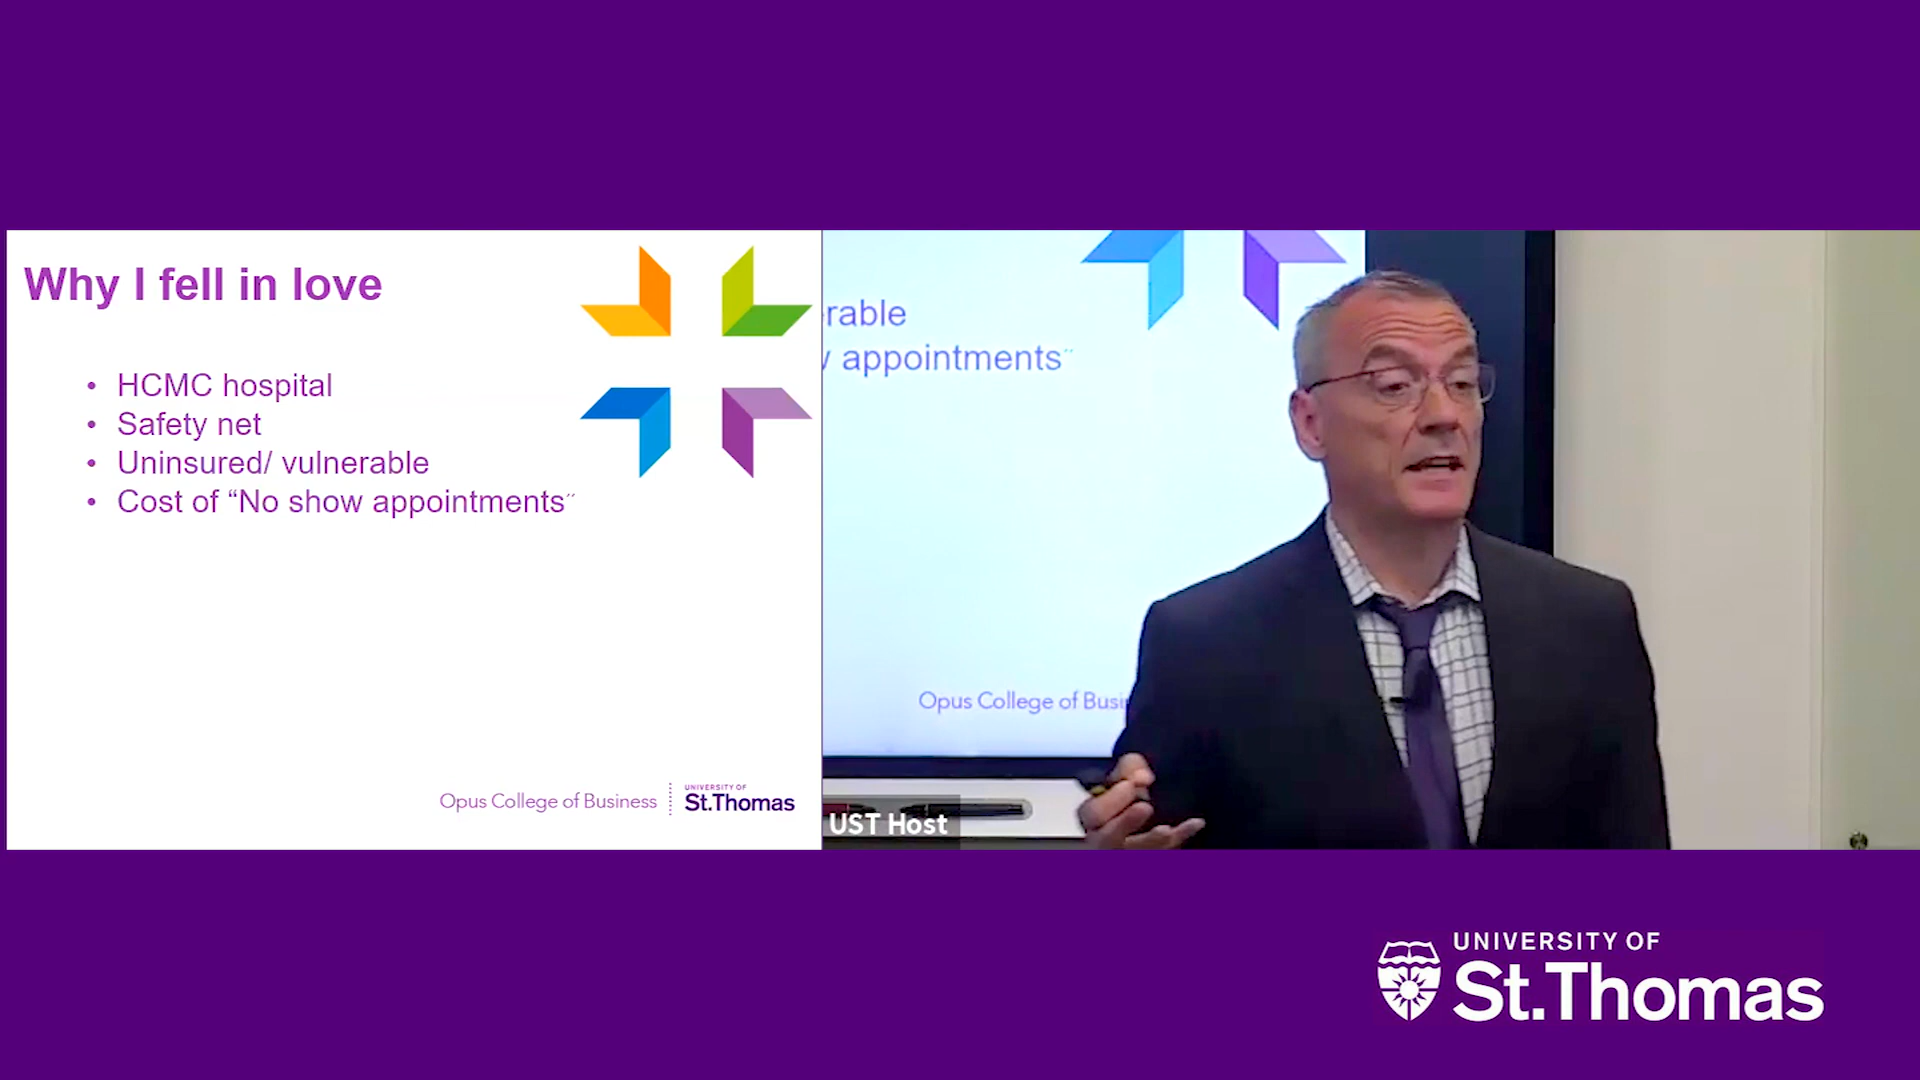 Why I fell in love
• HCMC hospital
• Safety net
• Uninsured/ vulnerable
• Cost of “No show appointments”
Opus College of Business
UNIVERSITY OF
St.Thomas
rable
appointments”
Opus College of
UST Host
UNIVERSITY OF
St.Thomas